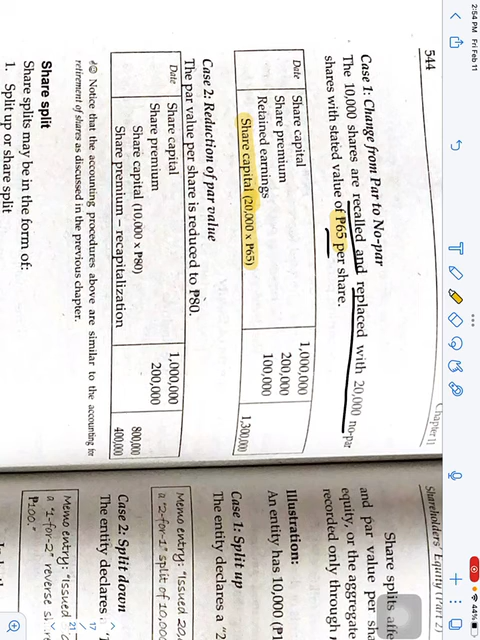 2:54 PM Fri Feb 11
44%
544
Chapter 11
Case 1: Change from Par to No-par
The 10,000 shares are recalled and replaced with 20,000 no-par
shares with stated value of ₱65 per share.
Date Share capital 1,000,000
Share premium 200,000
Retained earnings 100,000
Share capital (20,000 x ₱65) 1,300,000
Case 2: Reduction of par value
The par value per share is reduced to ₱80.
Date Share capital 1,000,000
Share premium 200,000
Share capital (10,000 x ₱80) 800,000
Share premium – recapitalization 400,000
Notice that the accounting procedures above are similar to the accounting for
retirement of shares as discussed in the previous chapter.
Share split
Share splits may be in the form of:
1. Split up or share split
Shareholders' Equity (Part 2)
Share splits
and par value per
equity, or the aggregate
recorded only through
Illustration:
An entity has 10,000
Case 1: Split up
The entity declares a "2
Memo entry: "Issued 20,
a "2-for-1" split of 10,000
Case 2: Split down
The entity declares
Memo entry: "Issued
a "1-for-2" reverse
₱100."
17
21